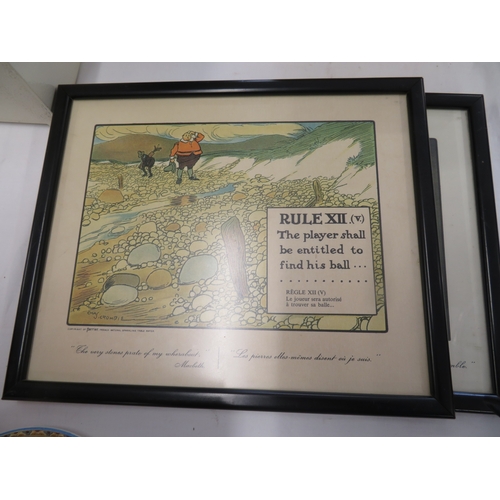 RULE XII.(V)
The player shall
be entitled to
find his ball ...
RÈGLE XII (V)
Le joueur sera autorisé
à trouver sa balle...
"The very stones prate of my whereabout."
Macbeth
"Les pierres elles-mêmes disent où je suis."